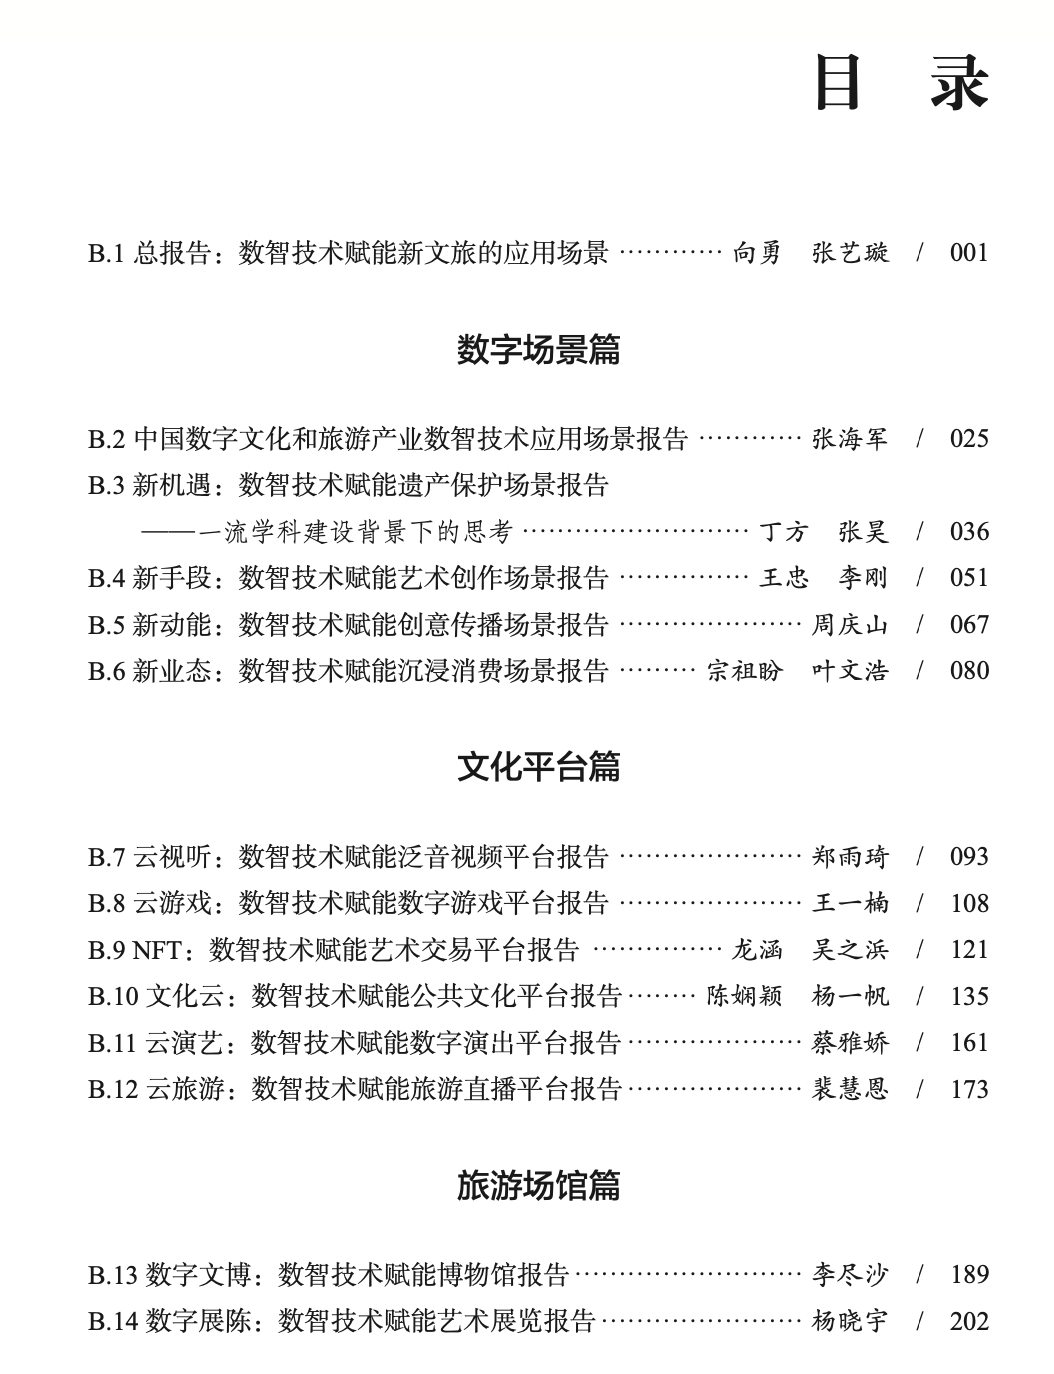 目 录
B.1 总报告：数智技术赋能新文旅的应用场景 ………… 向勇 张艺璇 / 001
数字场景篇
B.2 中国数字文化和旅游产业数智技术应用场景报告 ………… 张海军 / 025
B.3 新机遇：数智技术赋能遗产保护场景报告
——一流学科建设背景下的思考 ……………………… 丁方 张昊 / 036
B.4 新手段：数智技术赋能艺术创作场景报告 …………… 王忠 李刚 / 051
B.5 新动能：数智技术赋能创意传播场景报告 ………………… 周庆山 / 067
B.6 新业态：数智技术赋能沉浸消费场景报告 ……… 宗祖盼 叶文浩 / 080
文化平台篇
B.7 云视听：数智技术赋能泛音视频平台报告 ………………… 郑雨琦 / 093
B.8 云游戏：数智技术赋能数字游戏平台报告 ………………… 王一楠 / 108
B.9 NFT：数智技术赋能艺术交易平台报告 …………… 龙涵 吴之浜 / 121
B.10 文化云：数智技术赋能公共文化平台报告 …… 陈娴颖 杨一帆 / 135
B.11 云演艺：数智技术赋能数字演出平台报告 ……………… 蔡雅娇 / 161
B.12 云旅游：数智技术赋能旅游直播平台报告 ……………… 裴慧恩 / 173
旅游场馆篇
B.13 数字文博：数智技术赋能博物馆报告 …………………… 李尽沙 / 189
B.14 数字展陈：数智技术赋能艺术展览报告 ………………… 杨晓宇 / 202